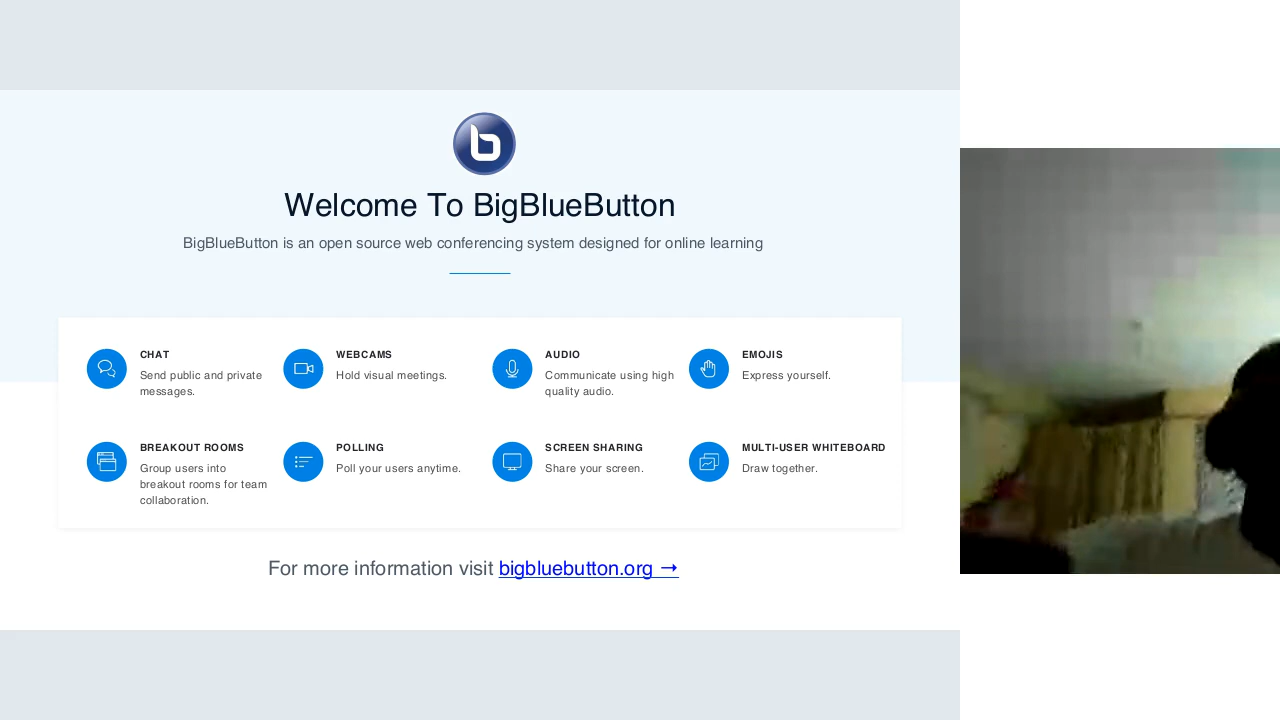 Welcome To BigBlueButton
BigBlueButton is an open source web conferencing system designed for online learning
CHAT
Send public and private
messages.
WEBCAMS
Hold visual meetings.
AUDIO
Communicate using high
quality audio.
EMOJIS
Express yourself.
BREAKOUT ROOMS
Group users into
breakout rooms for team
collaboration.
POLLING
Poll your users anytime.
SCREEN SHARING
Share your screen.
MULTI-USER WHITEBOARD
Draw together.
For more information visit bigbluebutton.org →